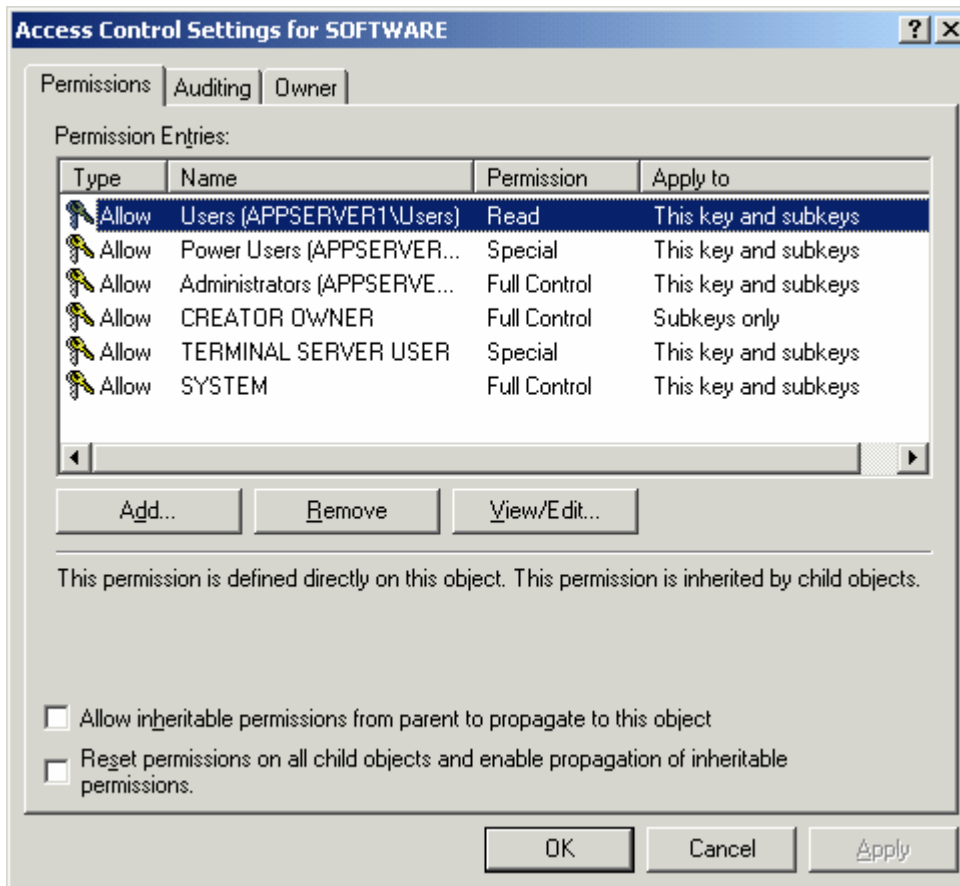 Access Control Settings for SOFTWARE
Permissions Auditing Owner
Permission Entries:
Type Name Permission Apply to
Allow Users (APPSERVER1\Users) Read This key and subkeys
Allow Power Users (APPSERVER... Special This key and subkeys
Allow Administrators (APPSERVE... Full Control This key and subkeys
Allow CREATOR OWNER Full Control Subkeys only
Allow TERMINAL SERVER USER Special This key and subkeys
Allow SYSTEM Full Control This key and subkeys
Add... Remove View/Edit...
This permission is defined directly on this object. This permission is inherited by child objects.
Allow inheritable permissions from parent to propagate to this object
Reset permissions on all child objects and enable propagation of inheritable
permissions.
OK Cancel Apply